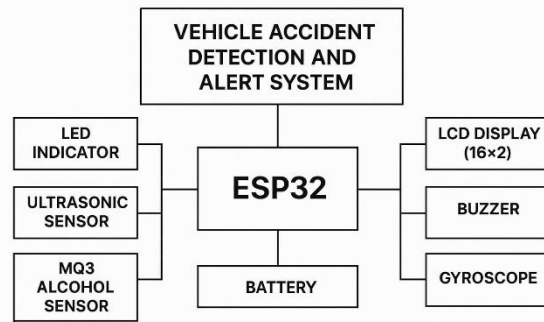 VEHICLE ACCIDENT
DETECTION AND
ALERT SYSTEM
LED
INDICATOR
ULTRASONIC
SENSOR
MQ3
ALCOHOL
SENSOR
ESP32
BATTERY
LCD DISPLAY
(16×2)
BUZZER
GYROSCOPE